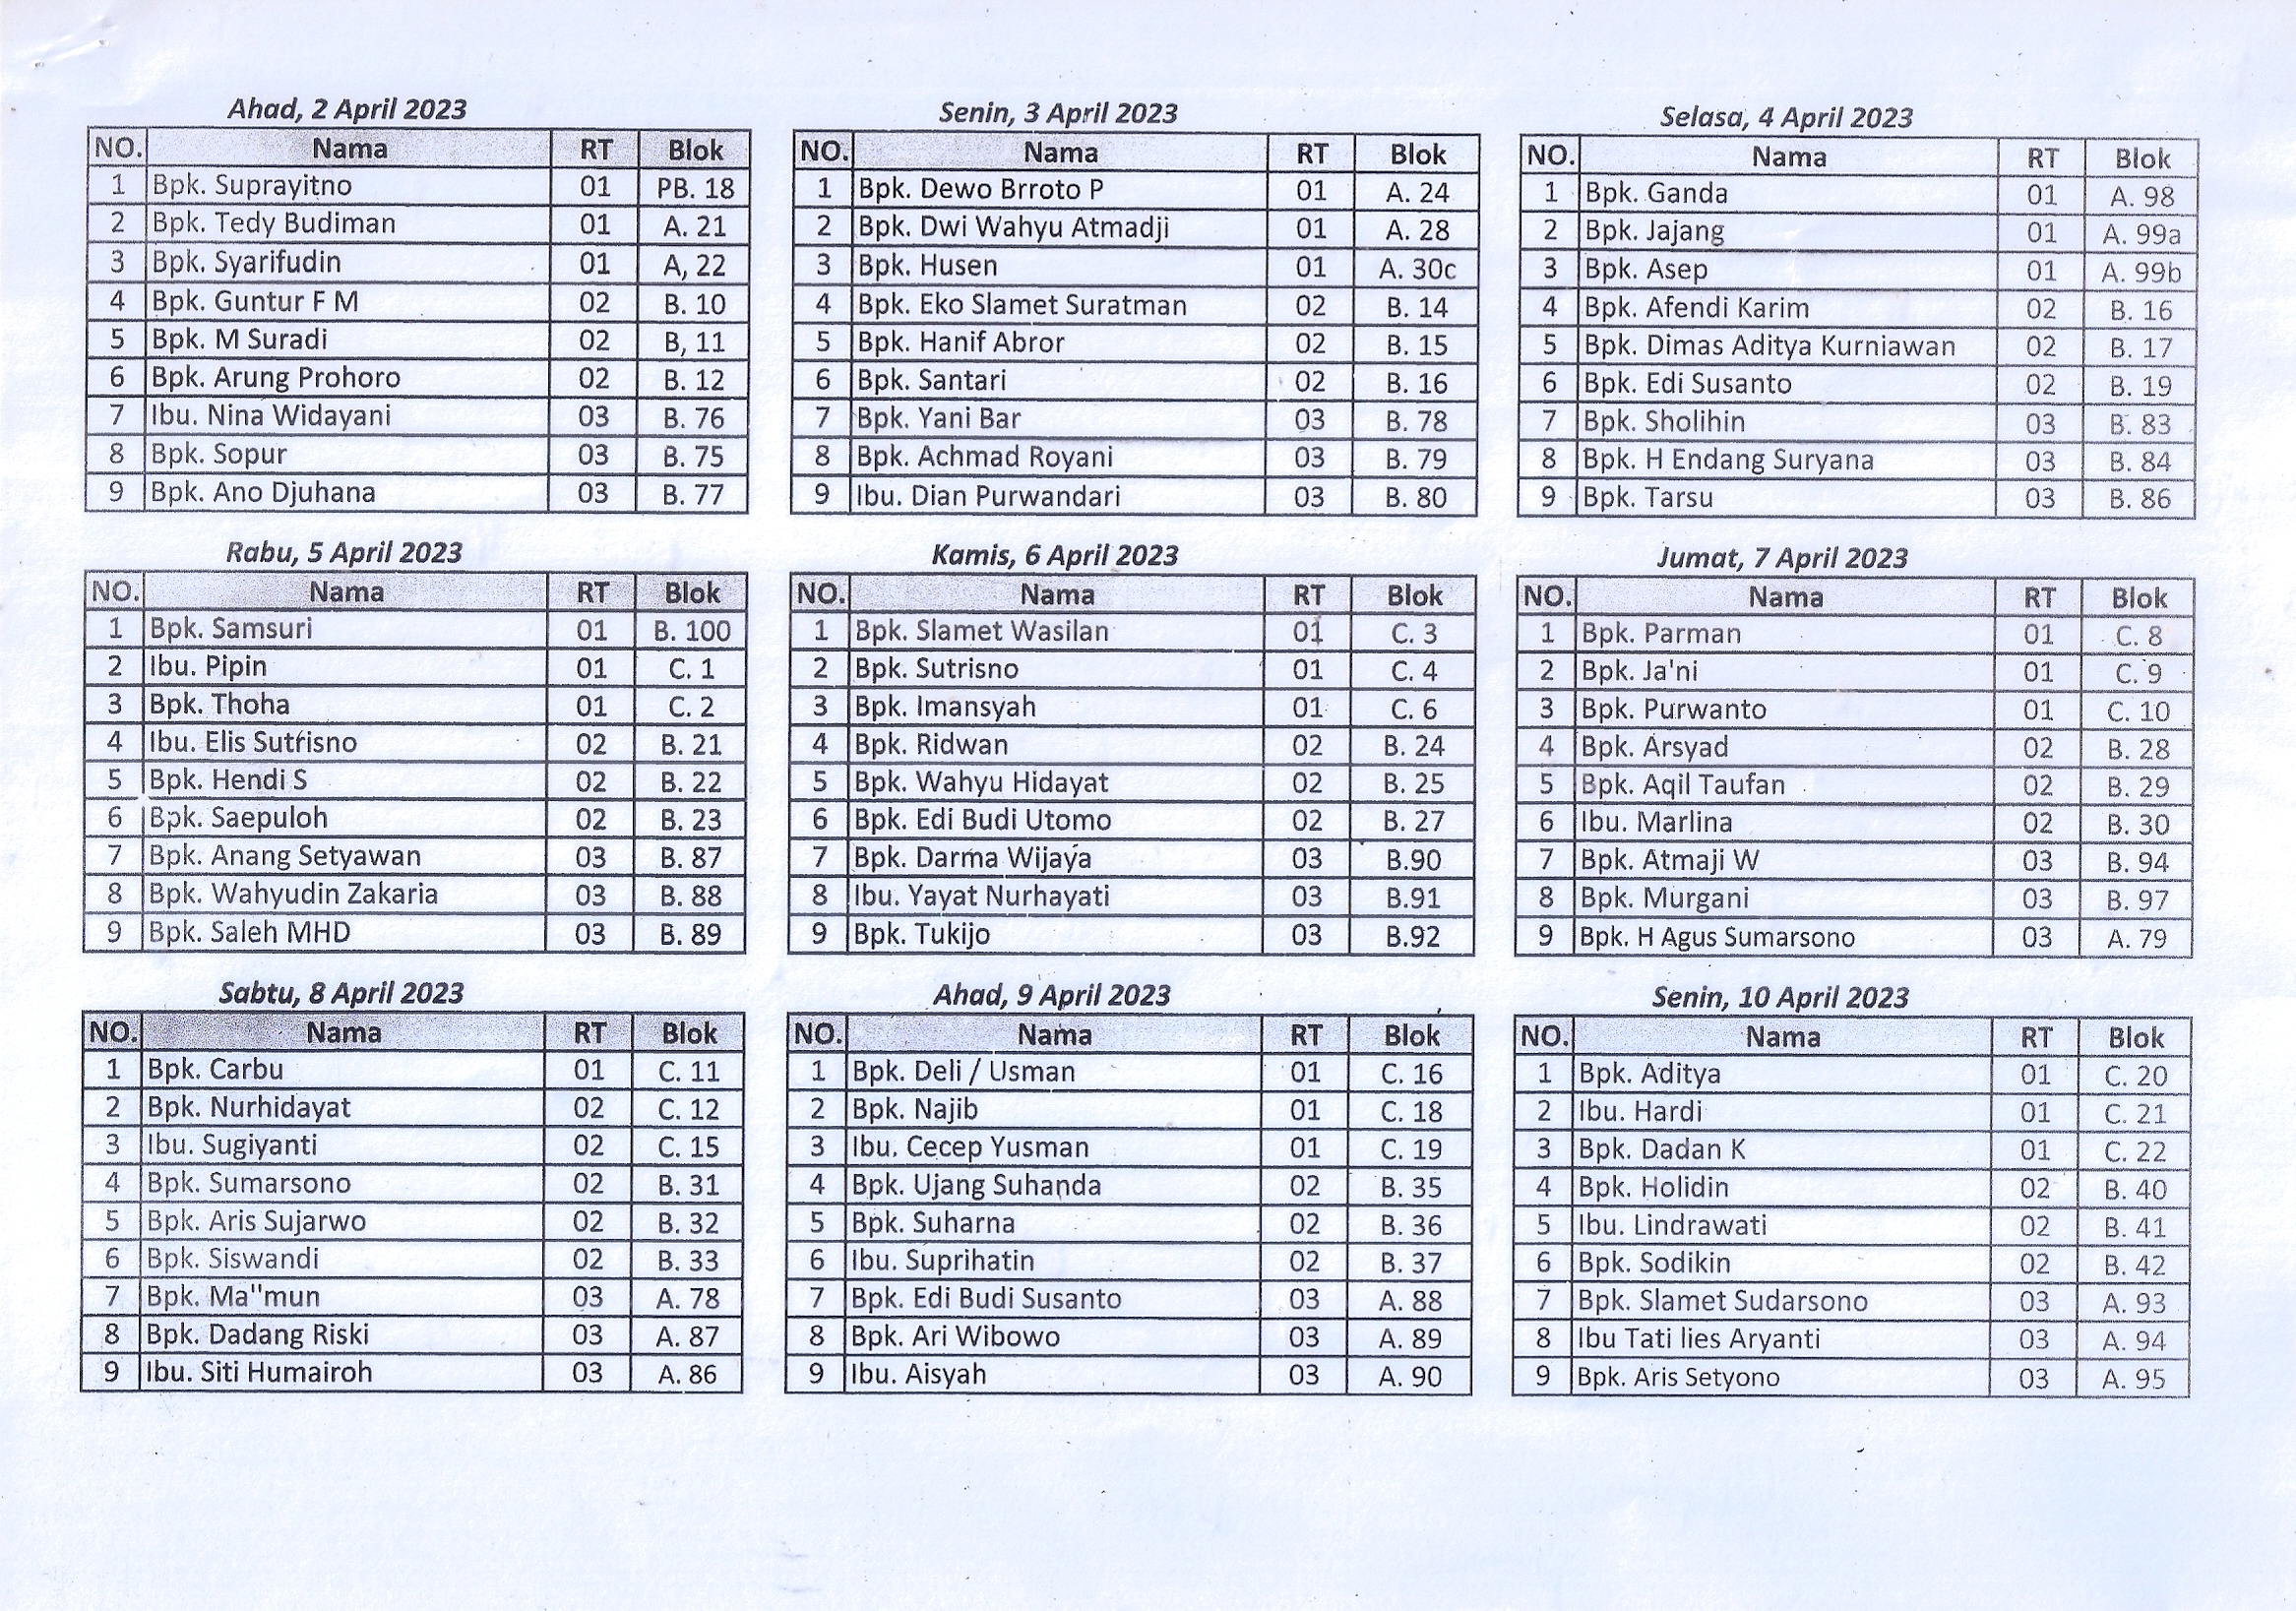 Ahad, 2 April 2023
NO. Nama RT Blok
1 Bpk. Suprayitno 01 PB. 18
2 Bpk. Tedy Budiman 01 A. 21
3 Bpk. Syarifudin 01 A, 22
4 Bpk. Guntur F M 02 B. 10
5 Bpk. M Suradi 02 B, 11
6 Bpk. Arung Prohoro 02 B. 12
7 Ibu. Nina Widayani 03 B. 76
8 Bpk. Sopur 03 B. 75
9 Bpk. Ano Djuhana 03 B. 77
Senin, 3 April 2023
NO. Nama RT Blok
1 Bpk. Dewo Brroto P 01 A. 24
2 Bpk. Dwi Wahyu Atmadji 01 A. 28
3 Bpk. Husen 01 A. 30c
4 Bpk. Eko Slamet Suratman 02 B. 14
5 Bpk. Hanif Abror 02 B. 15
6 Bpk. Santari 02 B. 16
7 Bpk. Yani Bar 03 B. 78
8 Bpk. Achmad Royani 03 B. 79
9 Ibu. Dian Purwandari 03 B. 80
Selasa, 4 April 2023
NO. Nama RT Blok
1 Bpk. Ganda 01 A. 98
2 Bpk. Jajang 01 A. 99a
3 Bpk. Asep 01 A. 99b
4 Bpk. Afendi Karim 02 B. 16
5 Bpk. Dimas Aditya Kurniawan 02 B. 17
6 Bpk. Edi Susanto 02 B. 19
7 Bpk. Sholihin 03 B. 83
8 Bpk. H Endang Suryana 03 B. 84
9 Bpk. Tarsu 03 B. 86
Rabu, 5 April 2023
NO. Nama RT Blok
1 Bpk. Samsuri 01 B. 100
2 Ibu. Pipin 01 C. 1
3 Bpk. Thoha 01 C. 2
4 Ibu. Elis Sutrisno 02 B. 21
5 Bpk. Hendi S 02 B. 22
6 Bpk. Saepuloh 02 B. 23
7 Bpk. Anang Setyawan 03 B. 87
8 Bpk. Wahyudin Zakaria 03 B. 88
9 Bpk. Saleh MHD 03 B. 89
Kamis, 6 April 2023
NO. Nama RT Blok
1 Bpk. Slamet Wasilan 01 C. 3
2 Bpk. Sutrisno 01 C. 4
3 Bpk. Imansyah 01 C. 6
4 Bpk. Ridwan 02 B. 24
5 Bpk. Wahyu Hidayat 02 B. 25
6 Bpk. Edi Budi Utomo 02 B. 27
7 Bpk. Darma Wijaya 03 B.90
8 Ibu. Yayat Nurhayati 03 B.91
9 Bpk. Tukijo 03 B.92
Jumat, 7 April 2023
NO. Nama RT Blok
1 Bpk. Parman 01 C. 8
2 Bpk. Ja'ni 01 C. 9
3 Bpk. Purwanto 01 C. 10
4 Bpk. Arsyad 02 B. 28
5 Bpk. Aqil Taufan 02 B. 29
6 Ibu. Marlina 02 B. 30
7 Bpk. Atmaji W 03 B. 94
8 Bpk. Murgani 03 B. 97
9 Bpk. H Agus Sumarsono 03 A. 79
Sabtu, 8 April 2023
NO. Nama RT Blok
1 Bpk. Carbu 01 C. 11
2 Bpk. Nurhidayat 02 C. 12
3 Ibu. Sugiyanti 02 C. 15
4 Bpk. Sumarsono 02 B. 31
5 Bpk. Aris Sujarwo 02 B. 32
6 Bpk. Siswandi 02 B. 33
7 Bpk. Ma"mun 03 A. 78
8 Bpk. Dadang Riski 03 A. 87
9 Ibu. Siti Humairoh 03 A. 86
Ahad, 9 April 2023
NO. Nama RT Blok
1 Bpk. Deli / Usman 01 C. 16
2 Bpk. Najib 01 C. 18
3 Ibu. Cecep Yusman 01 C. 19
4 Bpk. Ujang Suhanda 02 B. 35
5 Bpk. Suharna 02 B. 36
6 Ibu. Suprihatin 02 B. 37
7 Bpk. Edi Budi Susanto 03 A. 88
8 Bpk. Ari Wibowo 03 A. 89
9 Ibu. Aisyah 03 A. 90
Senin, 10 April 2023
NO. Nama RT Blok
1 Bpk. Aditya 01 C. 20
2 Ibu. Hardi 01 C. 21
3 Bpk. Dadan K 01 C. 22
4 Bpk. Holidin 02 B. 40
5 Ibu. Lindrawati 02 B. 41
6 Bpk. Sodikin 02 B. 42
7 Bpk. Slamet Sudarsono 03 A. 93
8 Ibu Tati lies Aryanti 03 A. 94
9 Bpk. Aris Setyono 03 A. 95